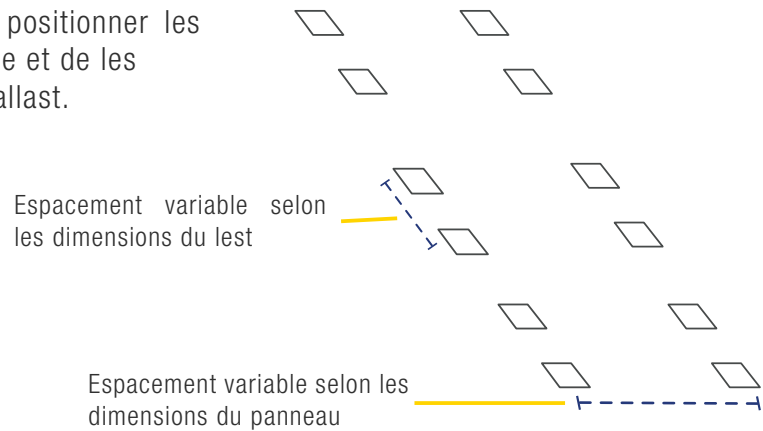 positionner les
e et de les
allast.
Espacement variable selon
les dimensions du lest
Espacement variable selon les
dimensions du panneau